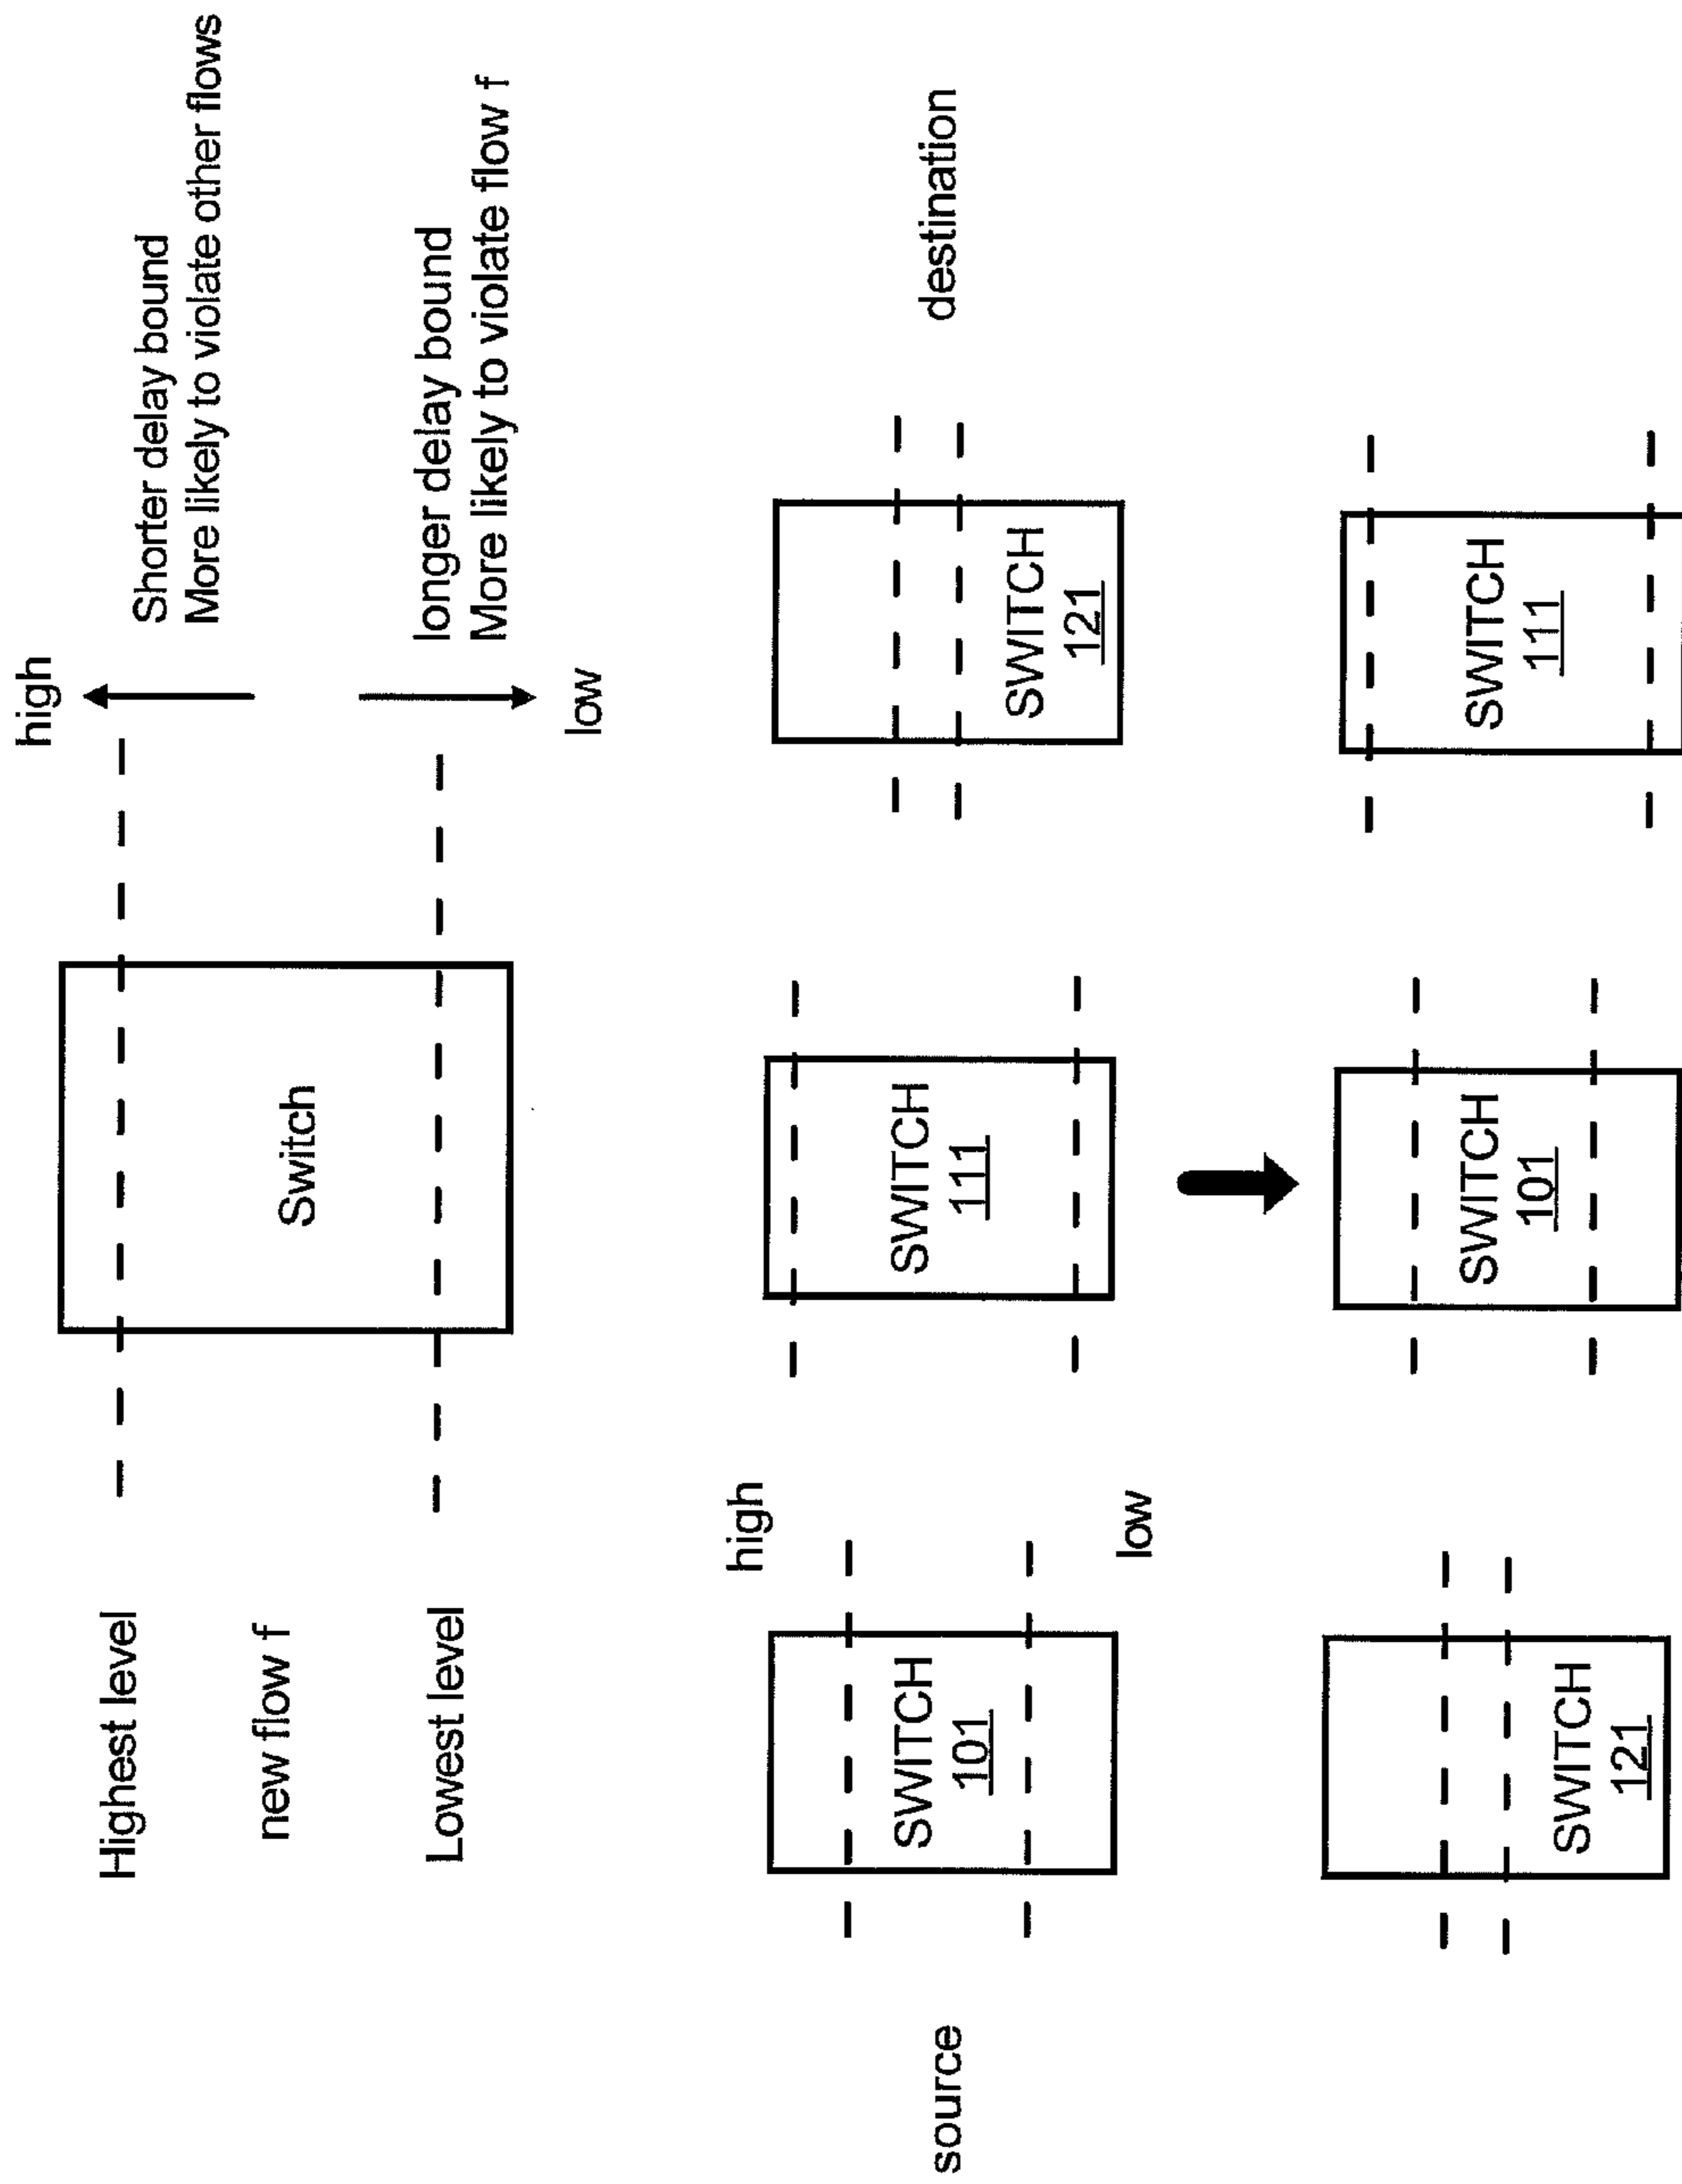 high
Highest level
Shorter delay bound
More likely to violate other flows
new flow f
Switch
Lowest level
longer delay bound
More likely to violate flow f
low
high
source
SWITCH
101
SWITCH
111
SWITCH
121
destination
low
SWITCH
121
SWITCH
101
SWITCH
111